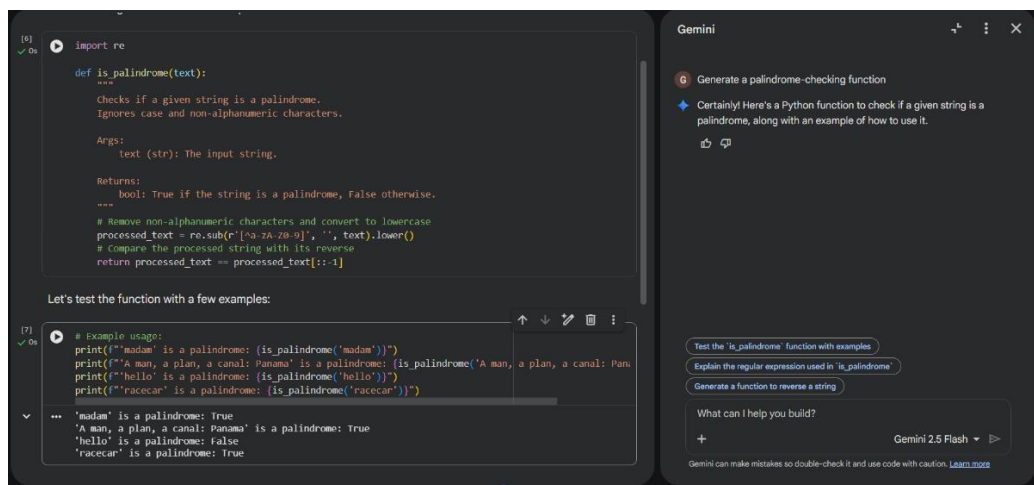 [6]
0s
import re
def is_palindrome(text):
"""
Checks if a given string is a palindrome.
Ignores case and non-alphanumeric characters.
Args:
text (str): The input string.
Returns:
bool: True if the string is a palindrome, False otherwise.
"""
# Remove non-alphanumeric characters and convert to lowercase
processed_text = re.sub(r'[^a-zA-Z0-9]', '', text).lower()
# Compare the processed string with its reverse
return processed_text == processed_text[::-1]
Let's test the function with a few examples:
[7]
0s
# Example usage:
print(f"'madam' is a palindrome: {is_palindrome('madam')}")
print(f"'A man, a plan, a canal: Panama' is a palindrome: {is_palindrome('A man, a plan, a canal: Pana
print(f"'hello' is a palindrome: {is_palindrome('hello')}")
print(f"'racecar' is a palindrome: {is_palindrome('racecar')}")
'madam' is a palindrome: True
'A man, a plan, a canal: Panama' is a palindrome: True
'hello' is a palindrome: False
'racecar' is a palindrome: True
Gemini
G Generate a palindrome-checking function
Certainly! Here's a Python function to check if a given string is a
palindrome, along with an example of how to use it.
Test the `is_palindrome` function with examples
Explain the regular expression used in `is_palindrome`
Generate a function to reverse a string
What can I help you build?
Gemini 2.5 Flash
Gemini can make mistakes so double-check it and use code with caution. Learn more